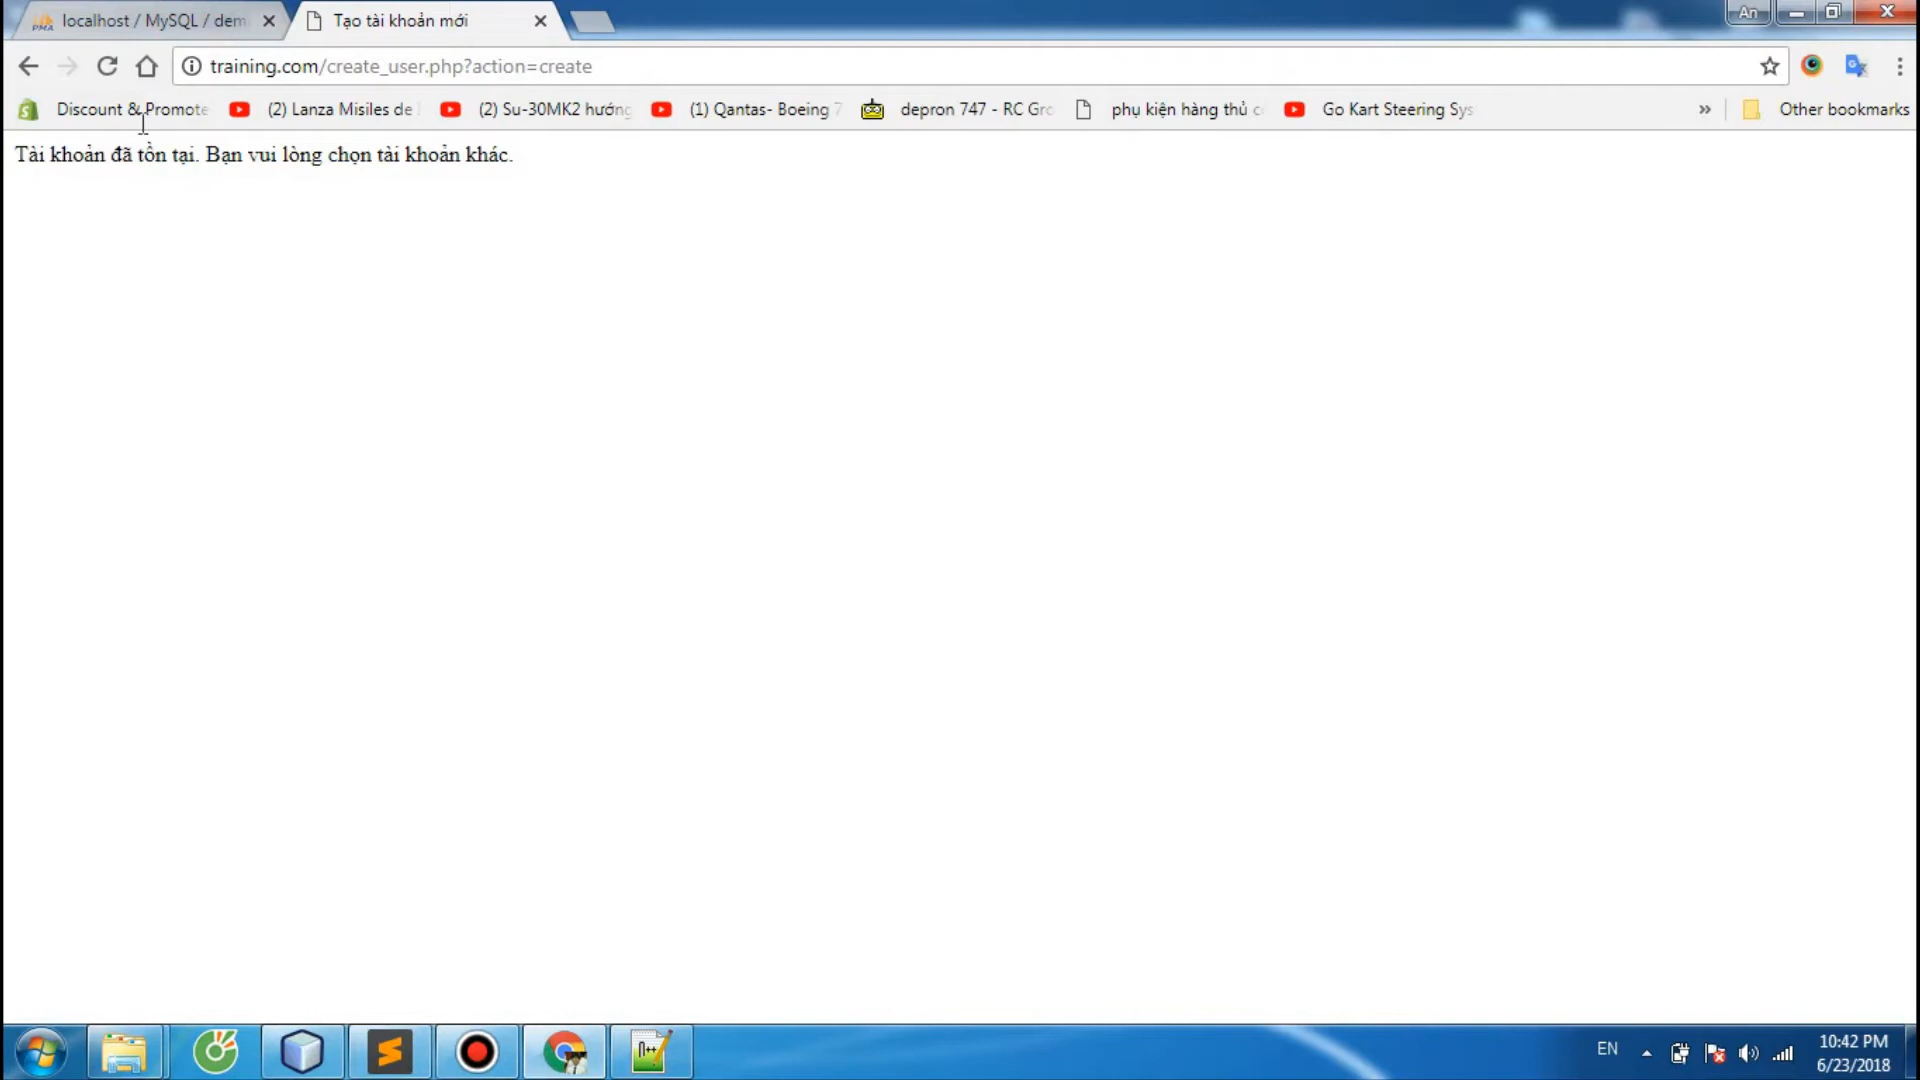 localhost / MySQL / dem
Tạo tài khoản mới
An
training.com/create_user.php?action=create
Discount & Promote
(2) Lanza Misiles de
(2) Su-30MK2 hướng
(1) Qantas- Boeing 7
depron 747 - RC Gro
phụ kiện hàng thủ c
Go Kart Steering Sys
»
Other bookmarks
Tài khoản đã tồn tại. Bạn vui lòng chọn tài khoản khác.
EN
10:42 PM
6/23/2018